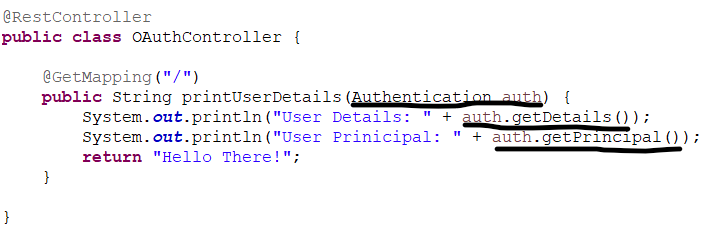 @RestController
public class OAuthController {
@GetMapping("/")
public String printUserDetails(Authentication auth) {
System.out.println("User Details: " + auth.getDetails());
System.out.println("User Prinicipal: " + auth.getPrincipal());
return "Hello There!";
}
}